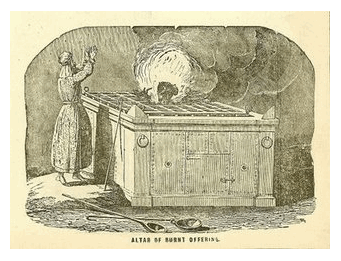 ALTAR OF BURNT OFFERING.